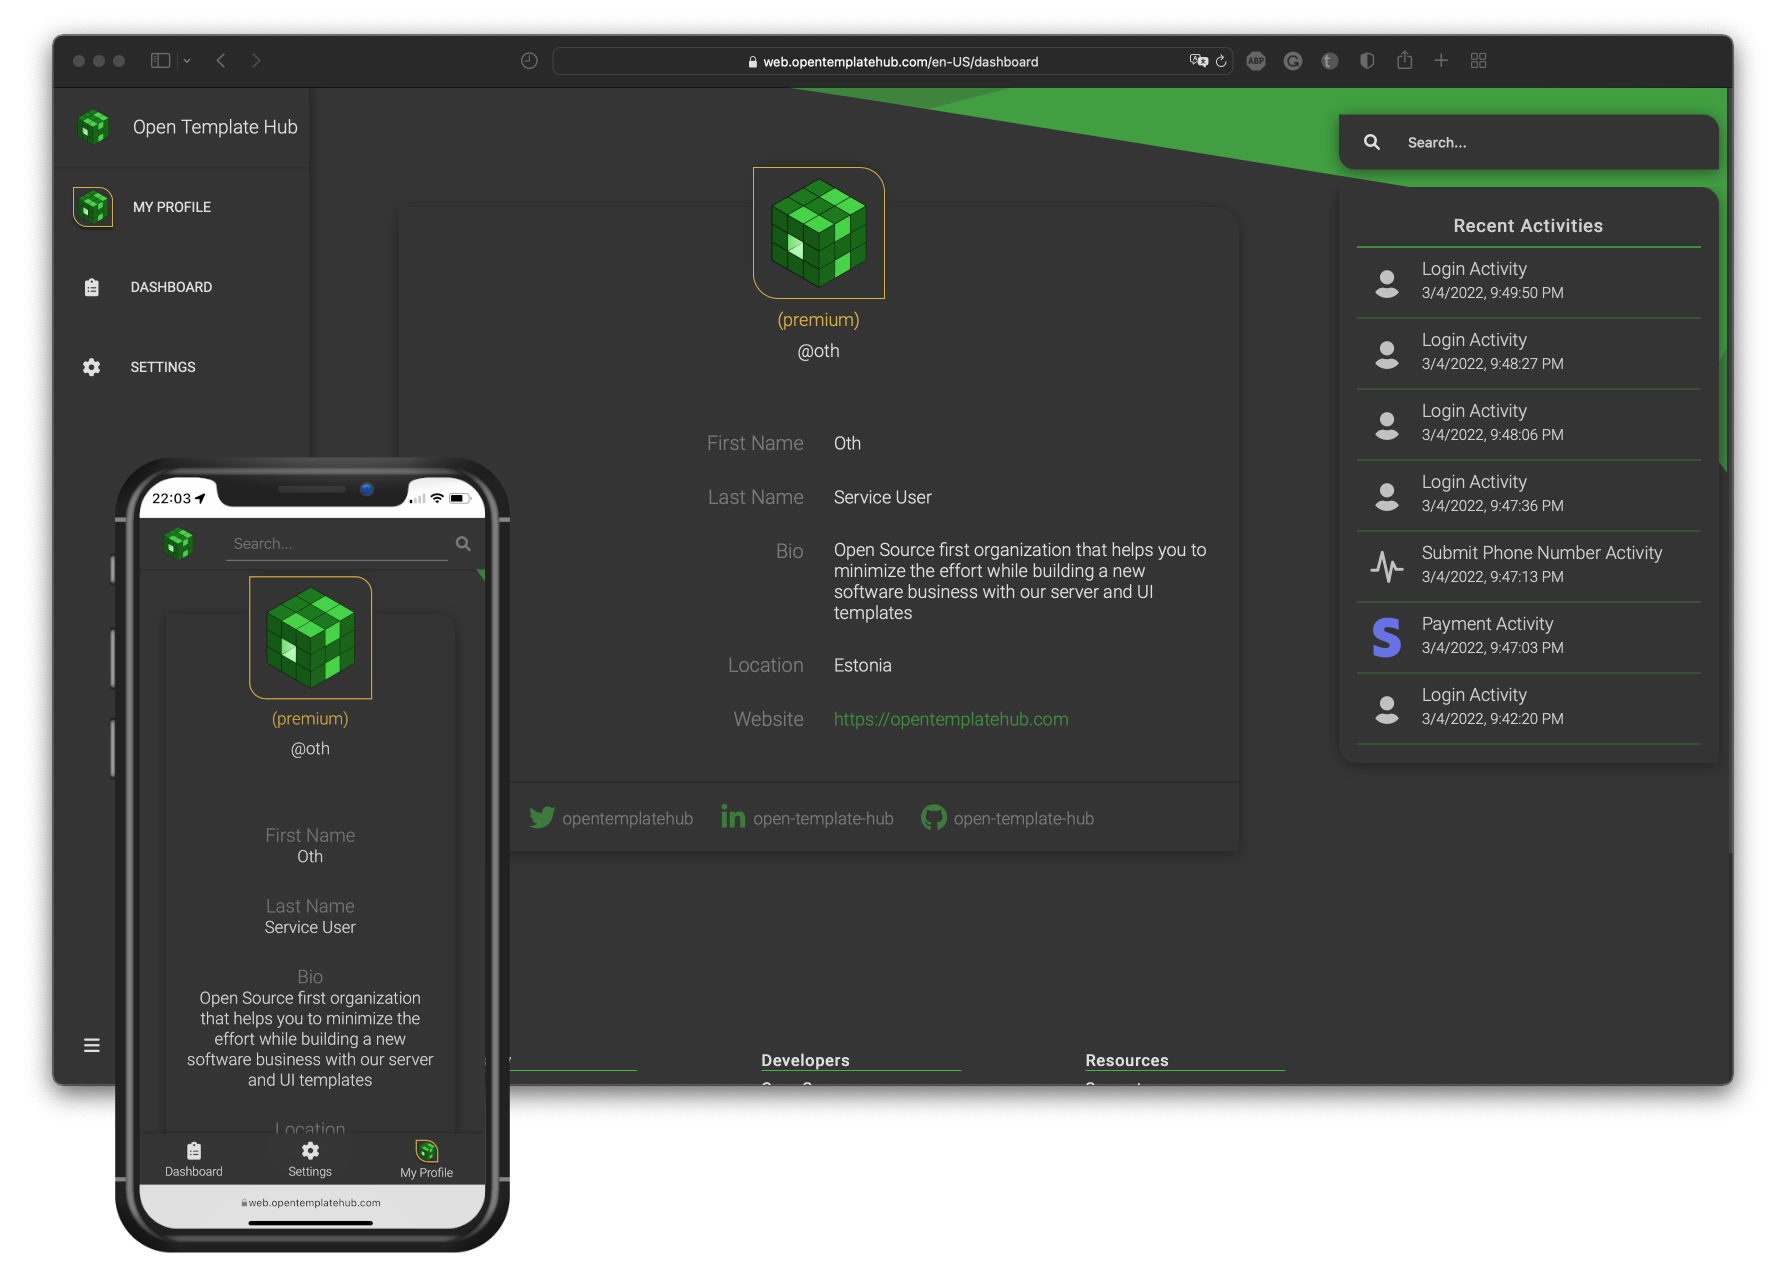 web.opentemplatehub.com/en-US/dashboard
ABP
Open Template Hub
MY PROFILE
DASHBOARD
SETTINGS
(premium)
@oth
First Name Oth
Last Name Service User
Bio Open Source first organization that helps you to
minimize the effort while building a new
software business with our server and UI
templates
Location Estonia
Website https://opentemplatehub.com
opentemplatehub open-template-hub open-template-hub
Search...
Recent Activities
Login Activity
3/4/2022, 9:49:50 PM
Login Activity
3/4/2022, 9:48:27 PM
Login Activity
3/4/2022, 9:48:06 PM
Login Activity
3/4/2022, 9:47:36 PM
Submit Phone Number Activity
3/4/2022, 9:47:13 PM
Payment Activity
3/4/2022, 9:47:03 PM
Login Activity
3/4/2022, 9:42:20 PM
Developers
Resources
22:03
Search...
(premium)
@oth
First Name
Oth
Last Name
Service User
Bio
Open Source first organization
that helps you to minimize the
effort while building a new
software business with our server
and UI templates
Location
Dashboard Settings My Profile
web.opentemplatehub.com